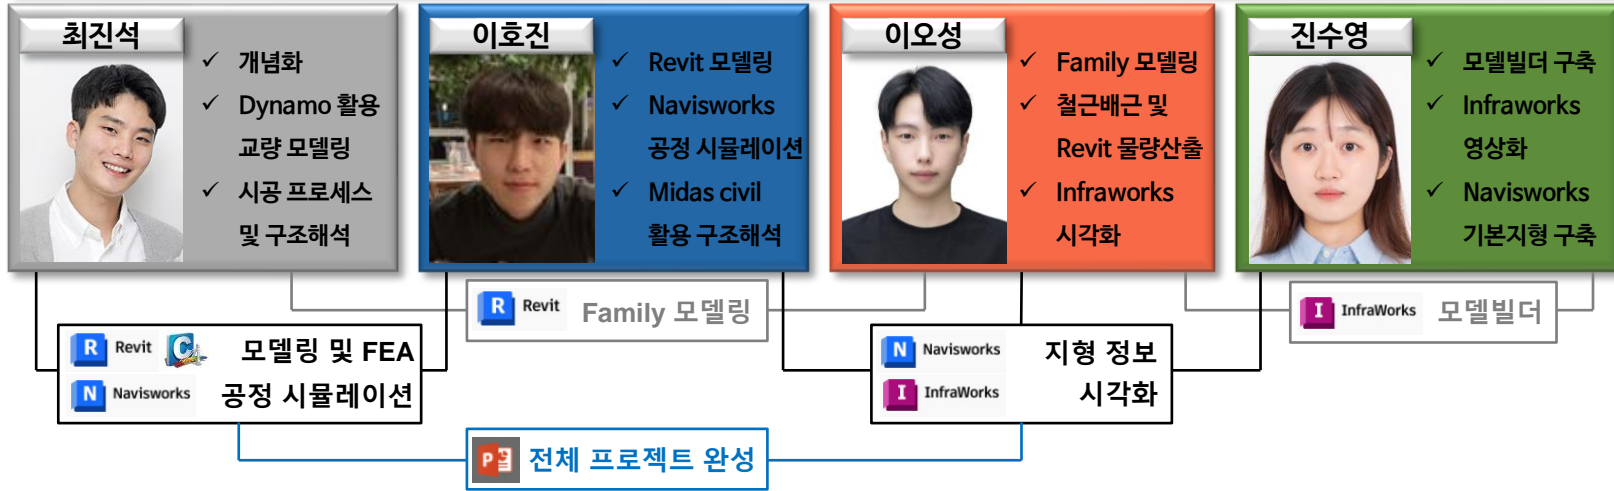 최진석
✓ 개념화
✓ Dynamo 활용
교량 모델링
✓ 시공 프로세스
및 구조해석
이호진
✓ Revit 모델링
✓ Navisworks
공정 시뮬레이션
✓ Midas civil
활용 구조해석
이오성
✓ Family 모델링
✓ 철근배근 및
Revit 물량산출
✓ Infraworks
시각화
진수영
✓ 모델빌더 구축
✓ Infraworks
영상화
✓ Navisworks
기본지형 구축
R Revit Family 모델링
I InfraWorks 모델빌더
R Revit C 모델링 및 FEA
N Navisworks 공정 시뮬레이션
N Navisworks 지형 정보
I InfraWorks 시각화
P 전체 프로젝트 완성